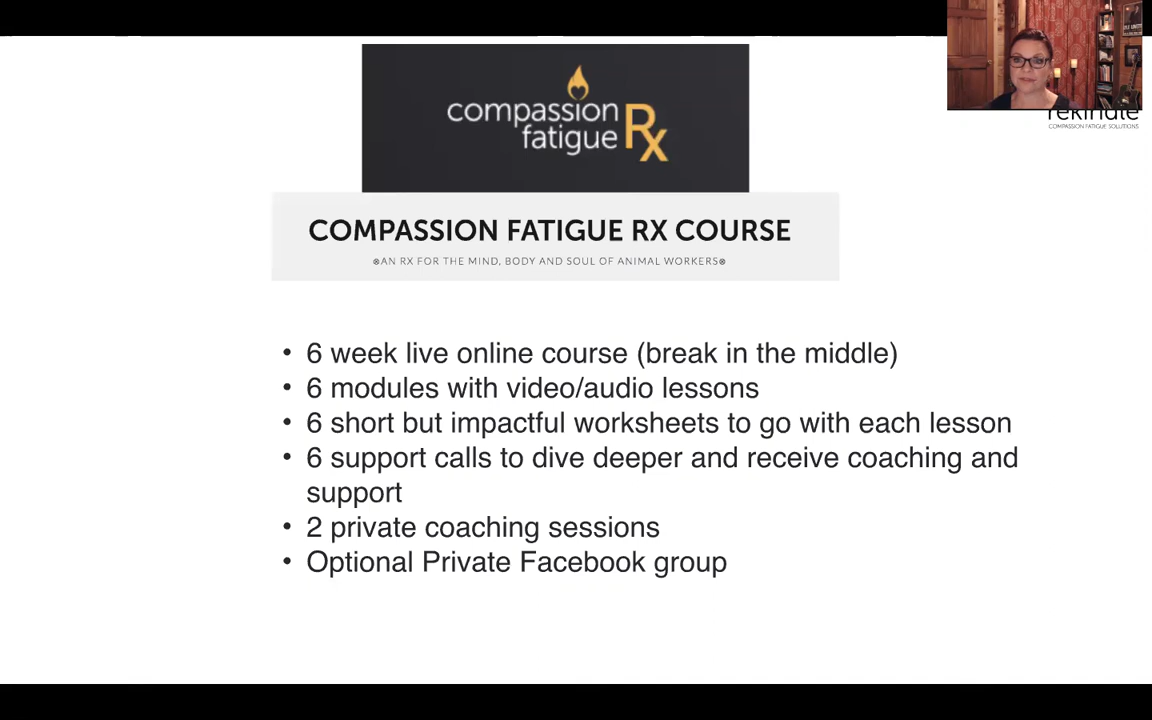 compassion
fatigue Rx
rekindle
COMPASSION FATIGUE SOLUTIONS
COMPASSION FATIGUE RX COURSE
⊗AN RX FOR THE MIND, BODY AND SOUL OF ANIMAL WORKERS⊗
• 6 week live online course (break in the middle)
• 6 modules with video/audio lessons
• 6 short but impactful worksheets to go with each lesson
• 6 support calls to dive deeper and receive coaching and
support
• 2 private coaching sessions
• Optional Private Facebook group